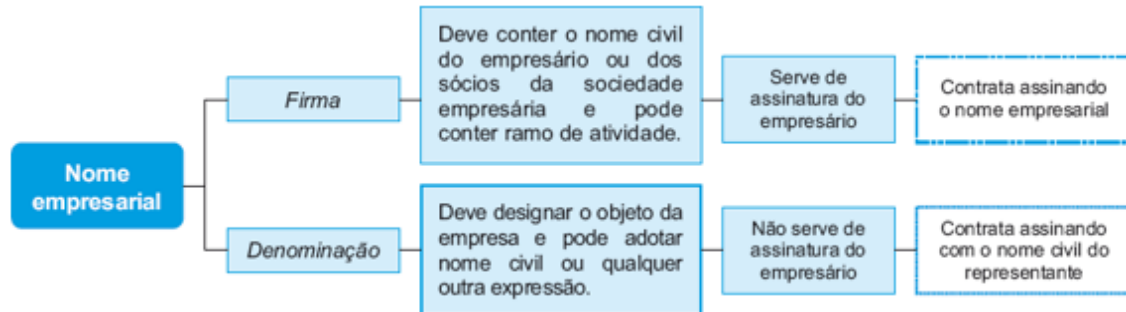 Nome
empresarial
Firma
Deve conter o nome civil
do empresário ou dos
sócios da sociedade
empresária e pode
conter ramo de atividade.
Serve de
assinatura do
empresário
Contrata assinando
o nome empresarial
Denominação
Deve designar o objeto da
empresa e pode adotar
nome civil ou qualquer
outra expressão.
Não serve de
assinatura do
empresário
Contrata assinando
com o nome civil do
representante